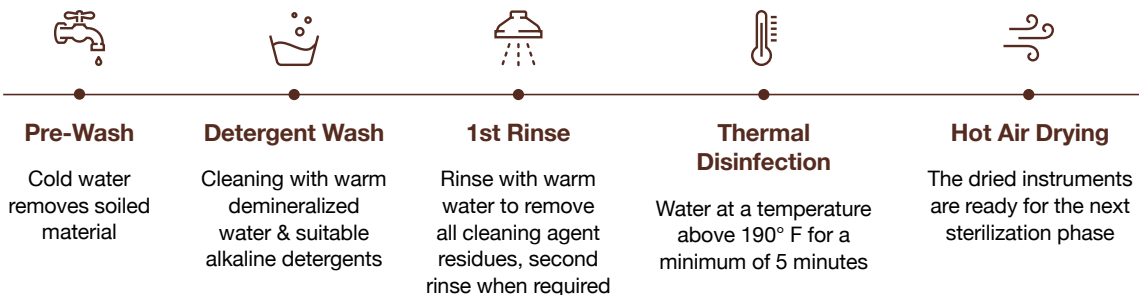 Pre-Wash
Cold water
removes soiled
material
Detergent Wash
Cleaning with warm
demineralized
water & suitable
alkaline detergents
1st Rinse
Rinse with warm
water to remove
all cleaning agent
residues, second
rinse when required
Thermal
Disinfection
Water at a temperature
above 190° F for a
minimum of 5 minutes
Hot Air Drying
The dried instruments
are ready for the next
sterilization phase